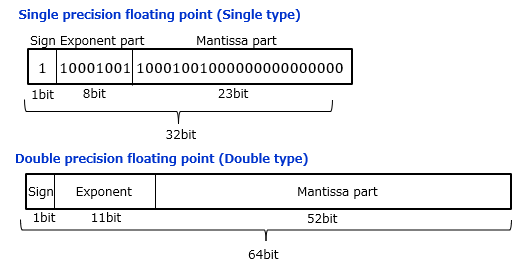 Single precision floating point (Single type)
Sign Exponent part Mantissa part
1 10001001 10001001000000000000000
1bit 8bit 23bit
32bit
Double precision floating point (Double type)
Sign Exponent Mantissa part
1bit 11bit 52bit
64bit